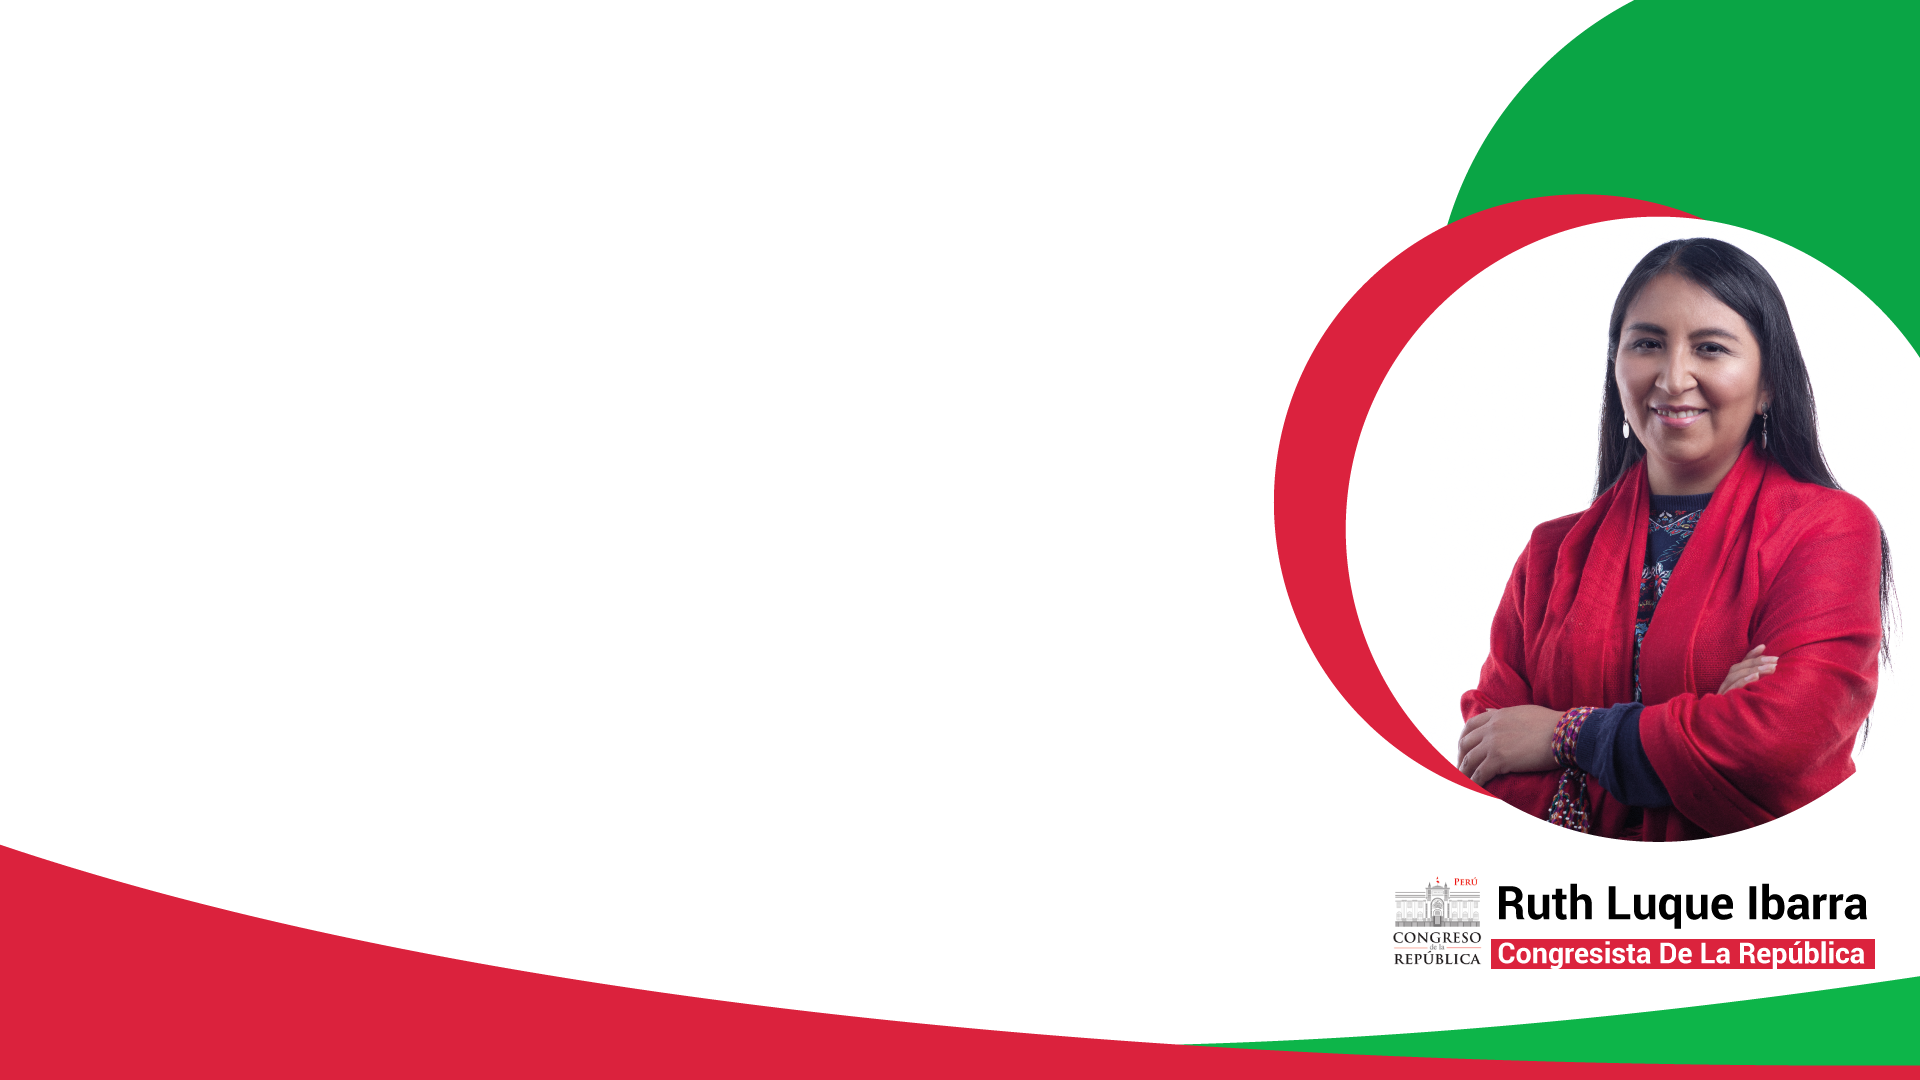 PERÚ
CONGRESO
de la
REPÚBLICA
Ruth Luque Ibarra
Congresista De La República